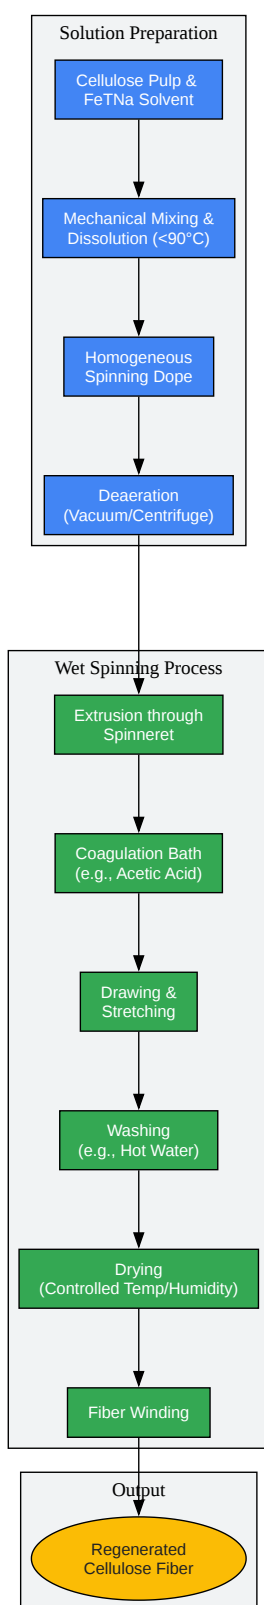 Solution Preparation
Cellulose Pulp &
FeTNa Solvent
Mechanical Mixing &
Dissolution (<90°C)
Homogeneous
Spinning Dope
Deaeration
(Vacuum/Centrifuge)
Wet Spinning Process
Extrusion through
Spinneret
Coagulation Bath
(e.g., Acetic Acid)
Drawing &
Stretching
Washing
(e.g., Hot Water)
Drying
(Controlled Temp/Humidity)
Fiber Winding
Output
Regenerated
Cellulose Fiber